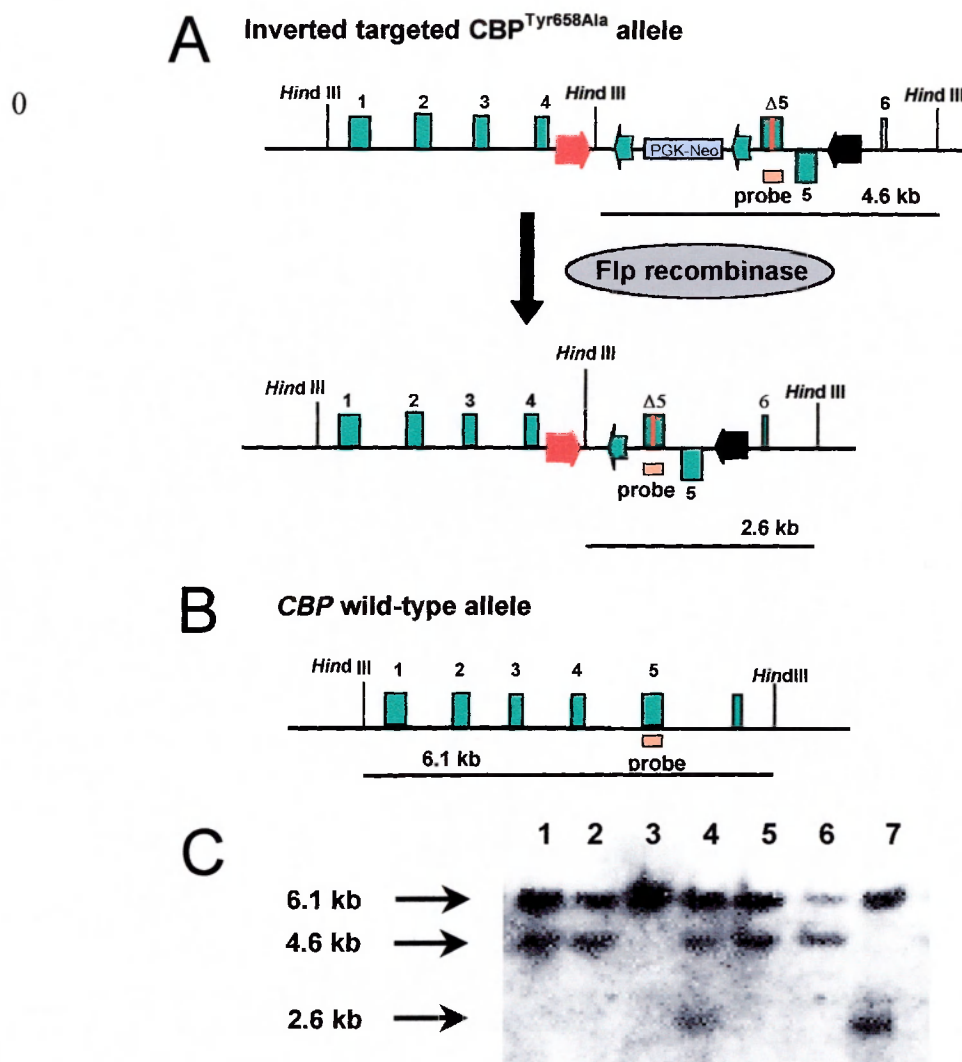 A Inverted targeted CBP^Tyr658Ala allele
0
Hind III 1 2 3 4 Hind III Δ5 6 Hind III
PGK-Neo
probe 5 4.6 kb
Flp recombinase
Hind III
Hind III 1 2 3 4 Δ5 6 Hind III
probe 5
2.6 kb
B CBP wild-type allele
Hind III 1 2 3 4 5 HindIII
6.1 kb probe
C 1 2 3 4 5 6 7
6.1 kb
4.6 kb
2.6 kb